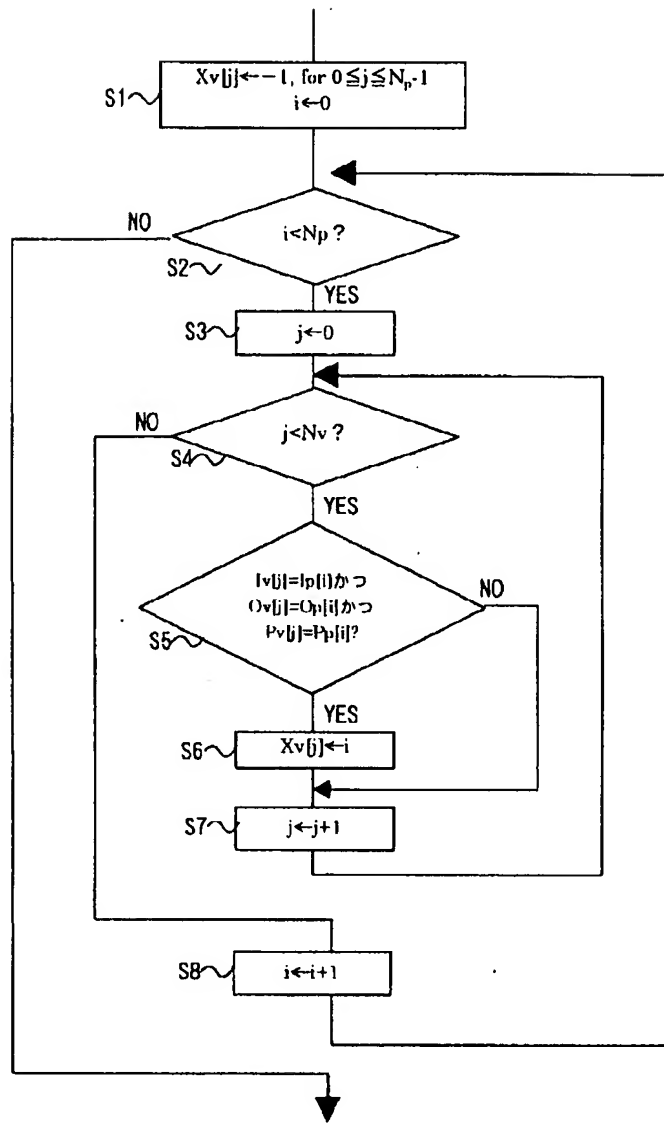 Xv[j]←−1, for 0≦j≦Np-1
i←0
S1
NO
i<Np?
S2
YES
S3
j←0
NO
j<Nv?
S4
YES
Iv[j]=Ip[i]かつ
Ov[j]=Op[i]かつ
Pv[j]=Pp[i]?
NO
S5
YES
S6
Xv[j]←i
S7
j←j+1
S8
i←i+1